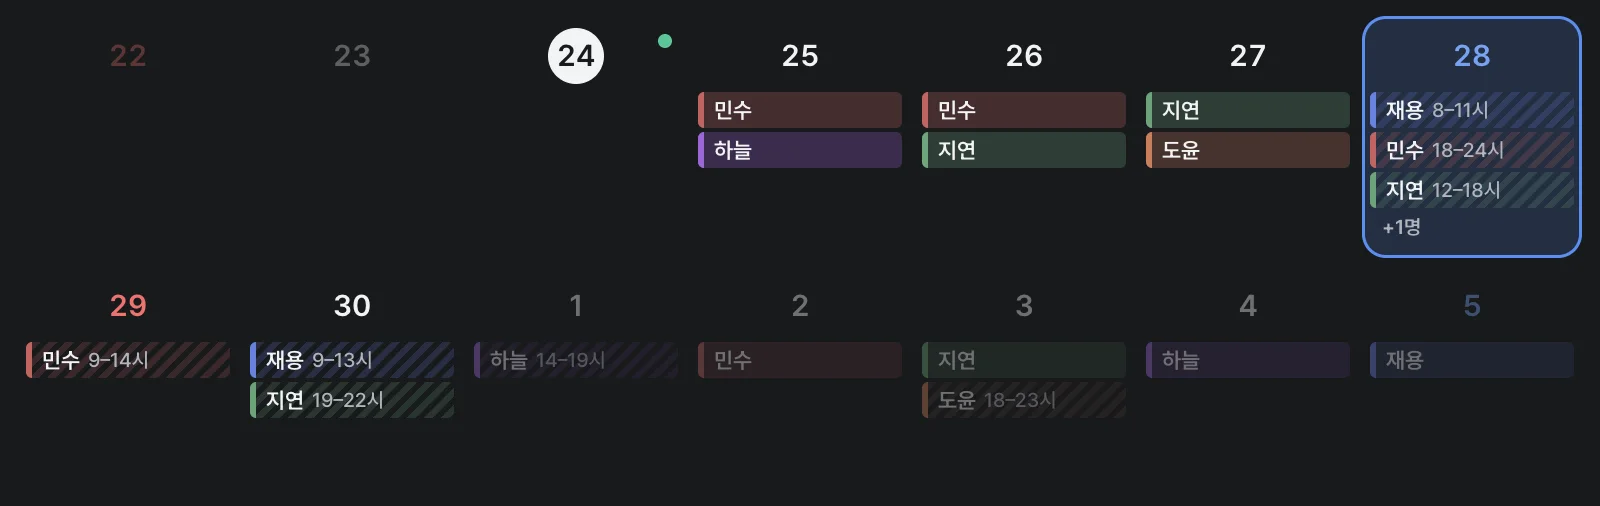 22 23 24 25 26 27 28
민수 민수 지연 재용 8–11시
하늘 지연 도윤 민수 18–24시
지연 12–18시
+1명
29 30 1 2 3 4 5
민수 9–14시 재용 9–13시 하늘 14–19시 민수 지연 하늘 재용
지연 19–22시 도윤 18–23시